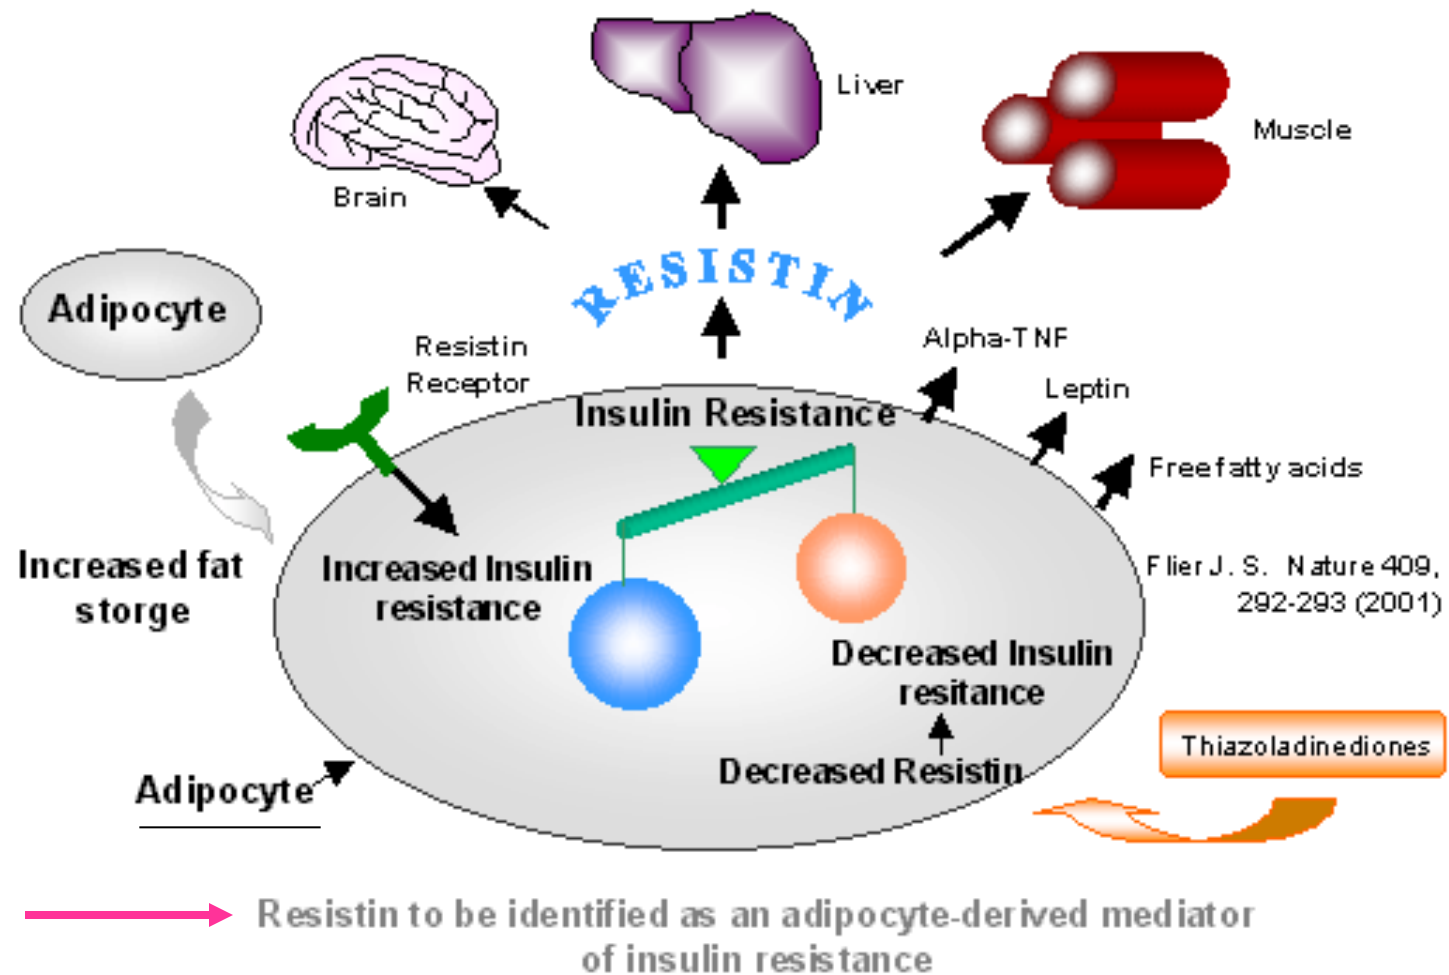 Liver
Muscle
Brain
RESISTIN
Adipocyte
Resistin
Receptor
Alpha-TNF
Leptin
Insulin Resistance
Free fatty acids
Increased fat
storge
Increased Insulin
resistance
Flier J. S. Nature 409,
292-293 (2001)
Decreased Insulin
resitance
Decreased Resistin
Thiazoladinediones
Adipocyte
Resistin to be identified as an adipocyte-derived mediator
of insulin resistance